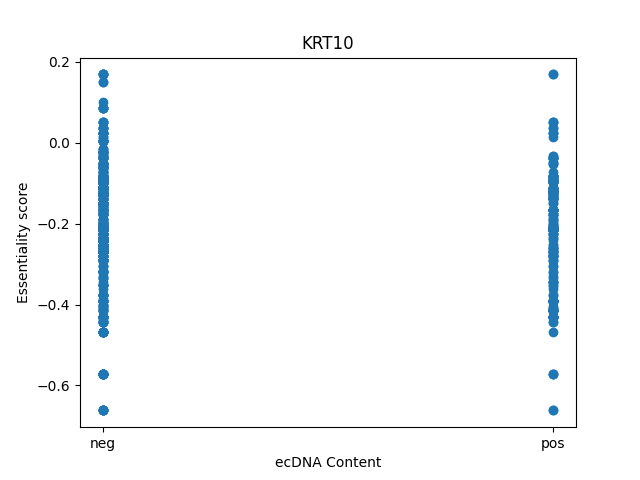 KRT10
0.2
0.0
−0.2
−0.4
−0.6
Essentiality score
neg
pos
ecDNA Content